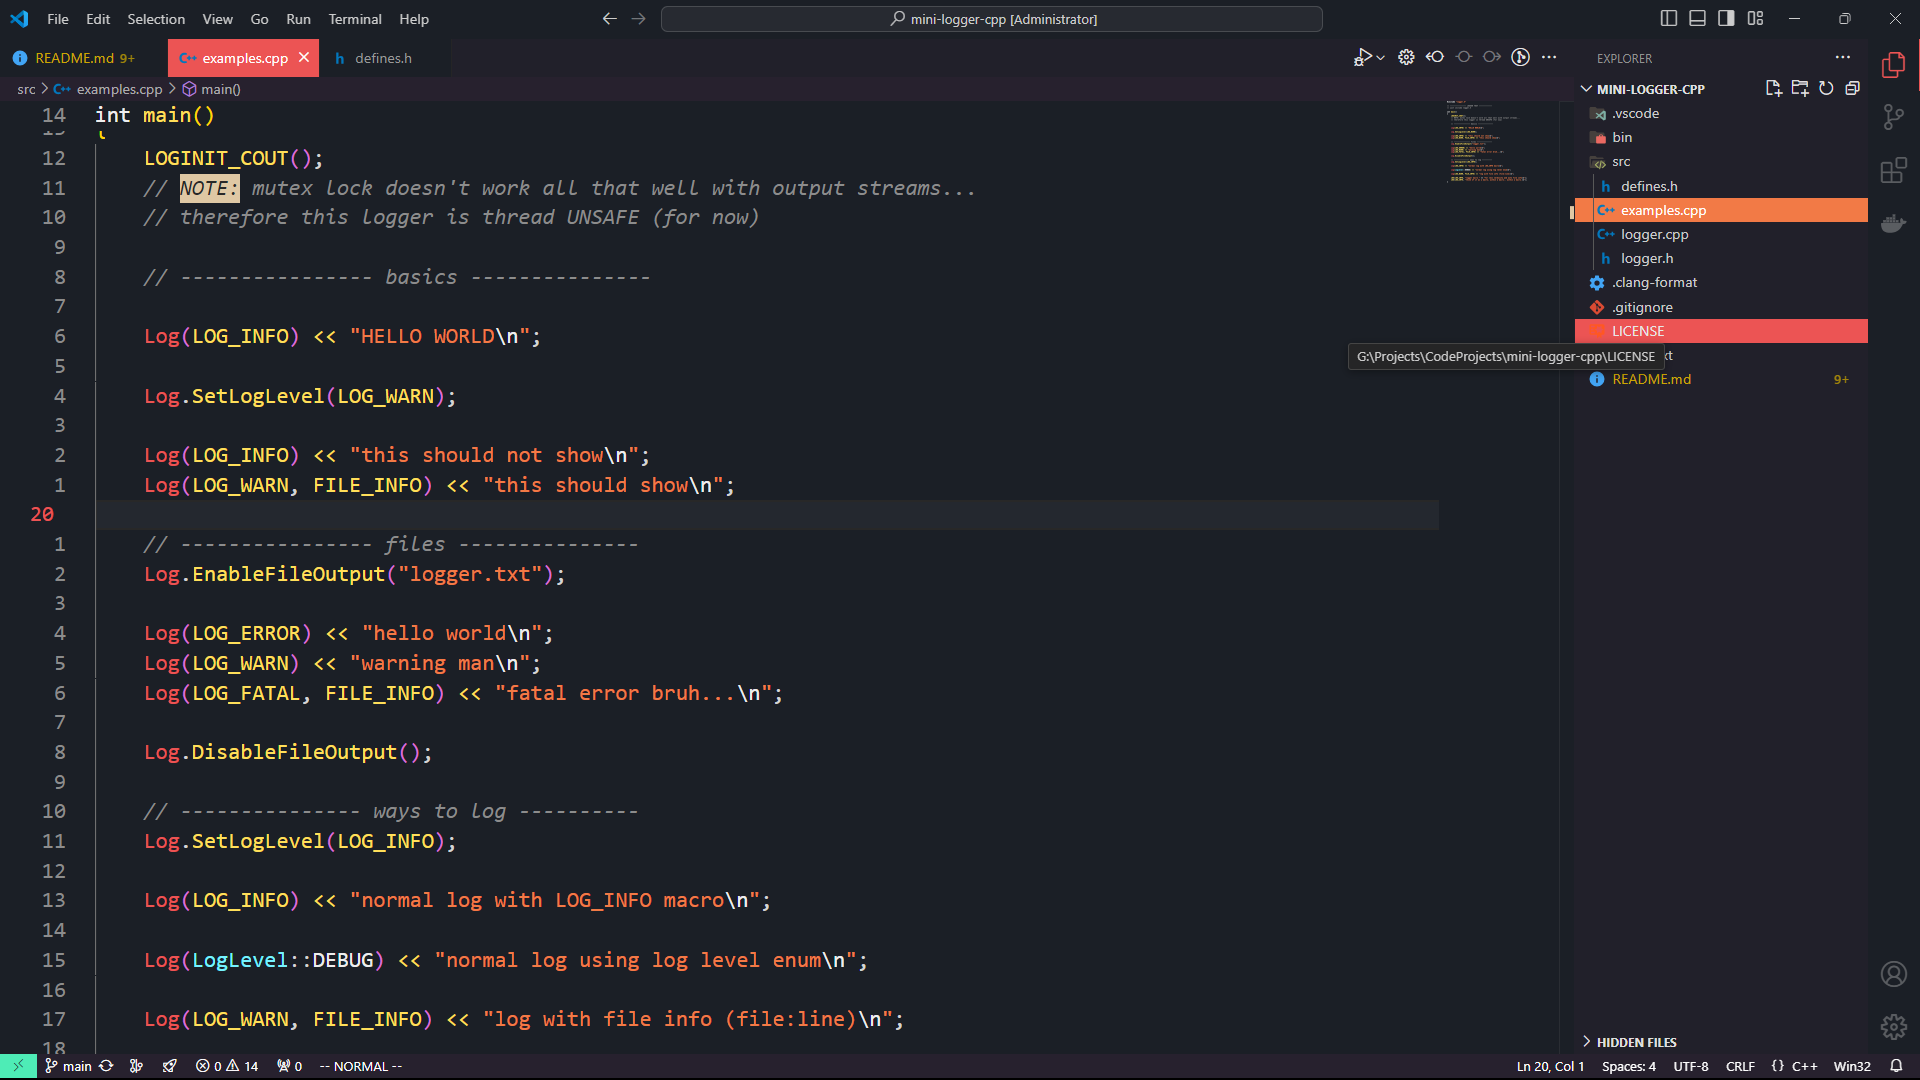 File Edit Selection View Go Run Terminal Help
mini-logger-cpp [Administrator]
README.md 9+
examples.cpp
defines.h
src > examples.cpp > main()
14 int main()
{
12 LOGINIT_COUT();
11 // NOTE: mutex lock doesn't work all that well with output streams...
10 // therefore this logger is thread UNSAFE (for now)
9
8 // ---------------- basics ---------------
7
6 Log(LOG_INFO) << "HELLO WORLD\n";
5
4 Log.SetLogLevel(LOG_WARN);
3
2 Log(LOG_INFO) << "this should not show\n";
1 Log(LOG_WARN, FILE_INFO) << "this should show\n";
20
1 // ---------------- files ---------------
2 Log.EnableFileOutput("logger.txt");
3
4 Log(LOG_ERROR) << "hello world\n";
5 Log(LOG_WARN) << "warning man\n";
6 Log(LOG_FATAL, FILE_INFO) << "fatal error bruh...\n";
7
8 Log.DisableFileOutput();
9
10 // --------------- ways to log ----------
11 Log.SetLogLevel(LOG_INFO);
12
13 Log(LOG_INFO) << "normal log with LOG_INFO macro\n";
14
15 Log(LogLevel::DEBUG) << "normal log using log level enum\n";
16
17 Log(LOG_WARN, FILE_INFO) << "log with file info (file:line)\n";
18
EXPLORER
MINI-LOGGER-CPP
.vscode
bin
src
defines.h
examples.cpp
logger.cpp
logger.h
.clang-format
.gitignore
LICENSE
G:\Projects\CodeProjects\mini-logger-cpp\LICENSE
README.md 9+
HIDDEN FILES
main 0 14 0 -- NORMAL --
Ln 20, Col 1 Spaces: 4 UTF-8 CRLF {} C++ Win32